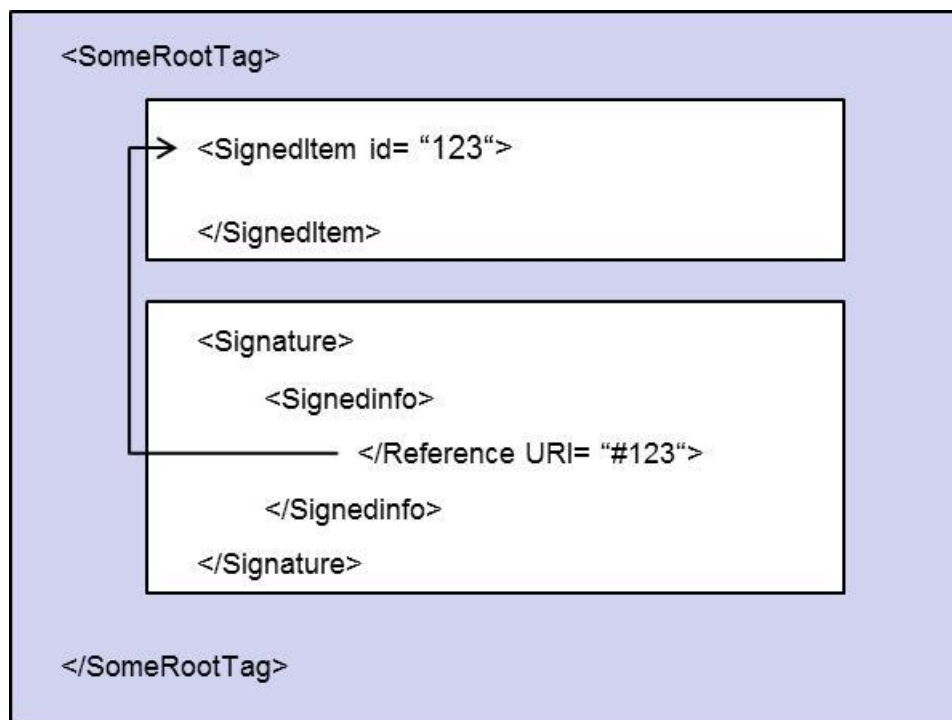 <SomeRootTag>
<SignedItem id= “123“>
</SignedItem>
<Signature>
<Signedinfo>
</Reference URI= “#123“>
</Signedinfo>
</Signature>
</SomeRootTag>